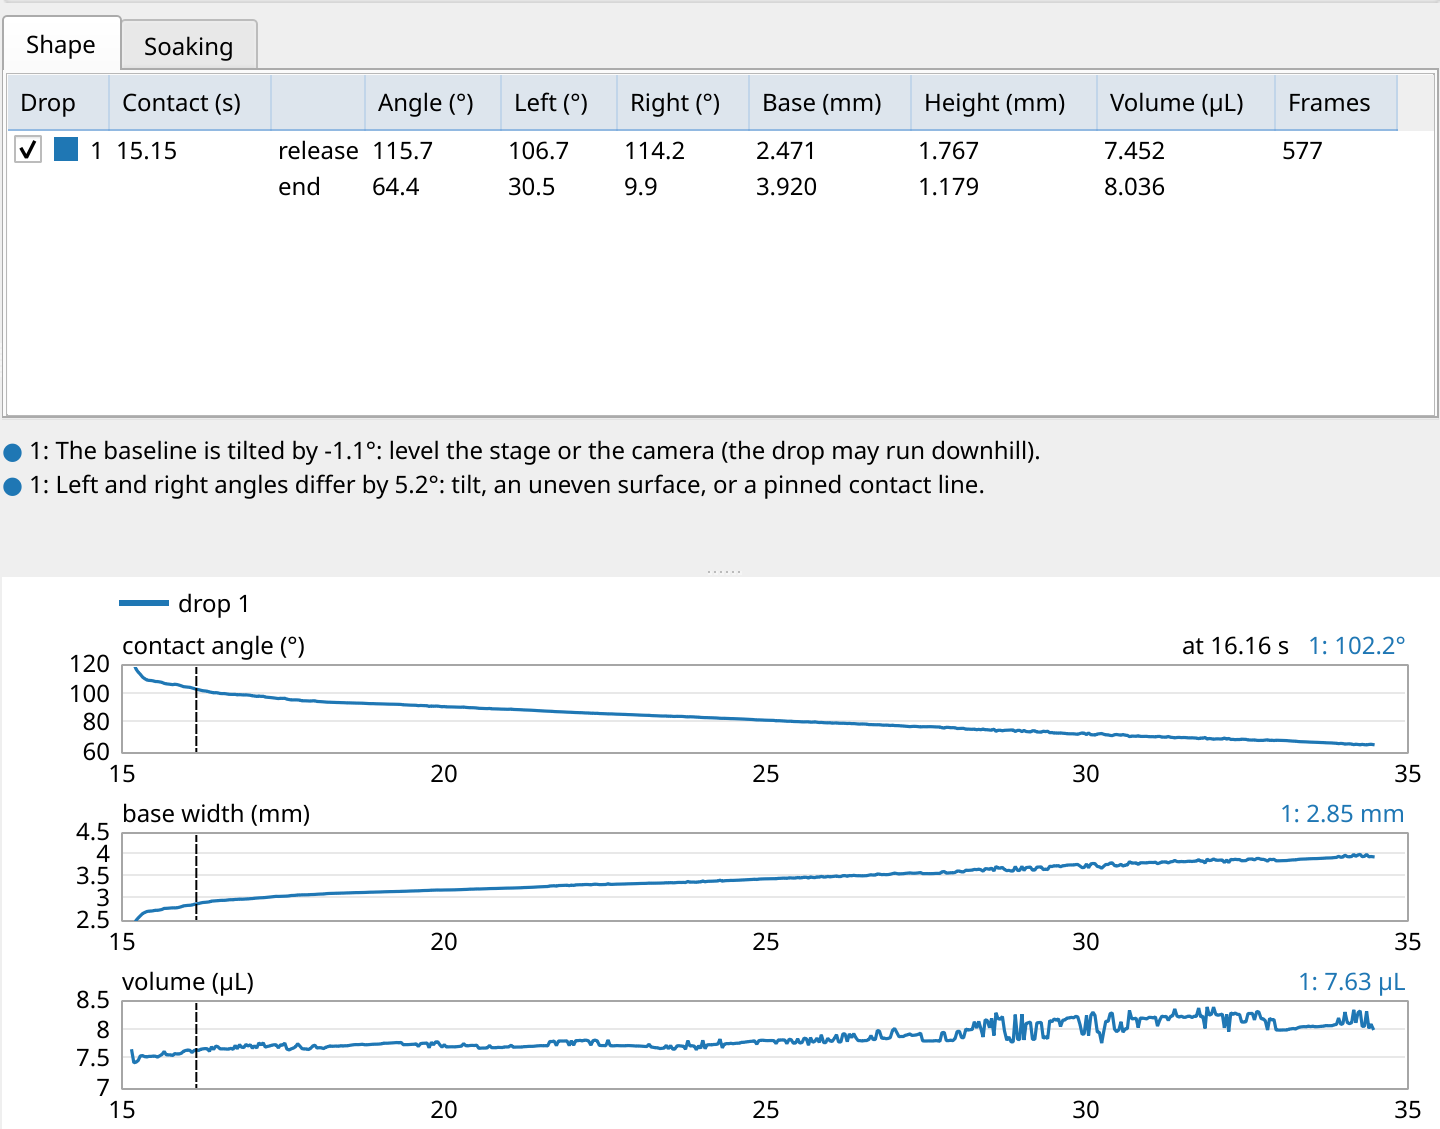 Shape Soaking
Drop Contact (s) Angle (°) Left (°) Right (°) Base (mm) Height (mm) Volume (µL) Frames
1 15.15 release 115.7 106.7 114.2 2.471 1.767 7.452 577
end 64.4 30.5 9.9 3.920 1.179 8.036
1: The baseline is tilted by -1.1°: level the stage or the camera (the drop may run downhill).
1: Left and right angles differ by 5.2°: tilt, an uneven surface, or a pinned contact line.
drop 1
contact angle (°) at 16.16 s 1: 102.2°
120
100
80
60
15 20 25 30 35
base width (mm) 1: 2.85 mm
4.5
4
3.5
3
2.5
15 20 25 30 35
volume (µL) 1: 7.63 µL
8.5
8
7.5
7
15 20 25 30 35